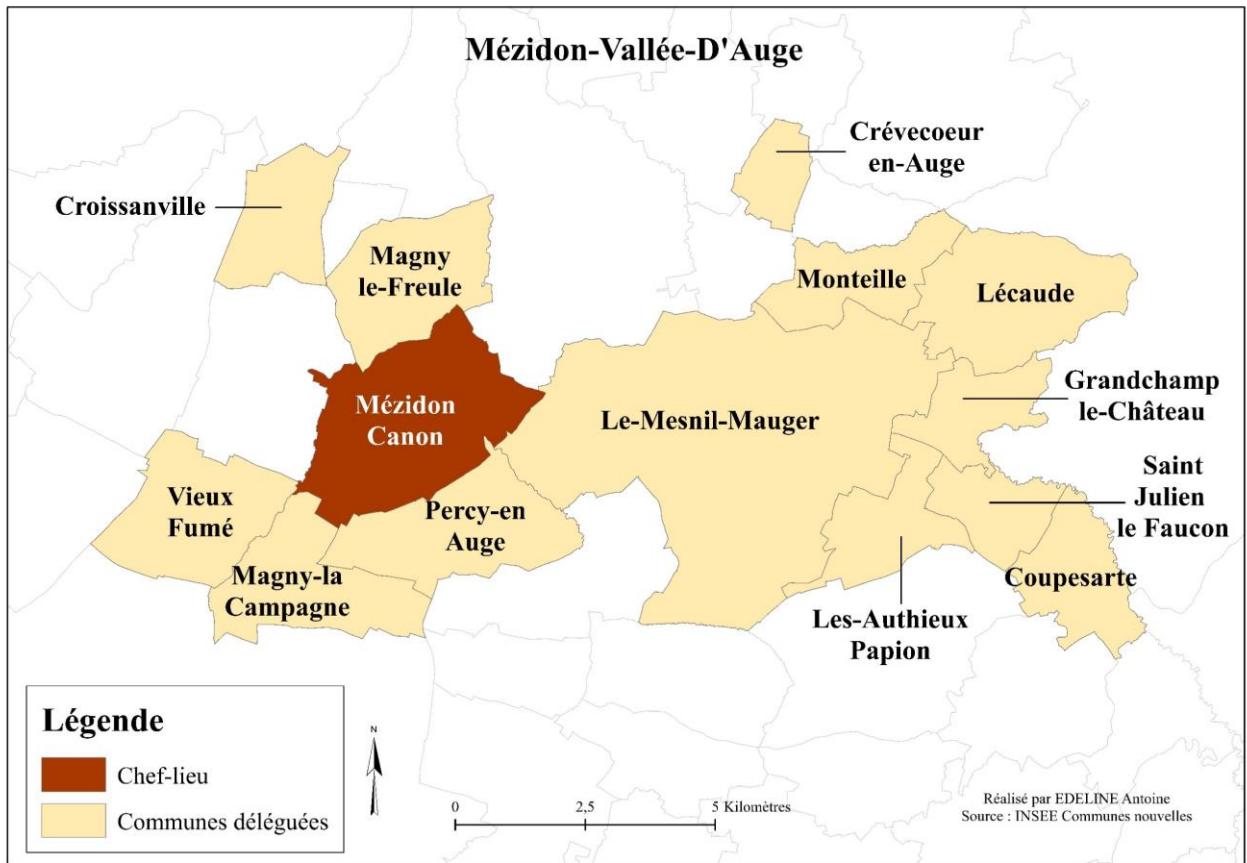 Mézidon-Vallée-D'Auge
Crévecoeur
en-Auge
Croissanville
Magny
le-Freule
Monteille
Lécaude
Grandchamp
le-Château
Mézidon
Canon
Le-Mesnil-Mauger
Saint
Julien
le Faucon
Vieux
Fumé
Percy-en
Auge
Magny-la
Campagne
Coupesarte
Les-Authieux
Papion
Légende
Chef-lieu
Communes déléguées
N
0 2,5 5 Kilomètres
Réalisé par EDELINE Antoine
Source : INSEE Communes nouvelles